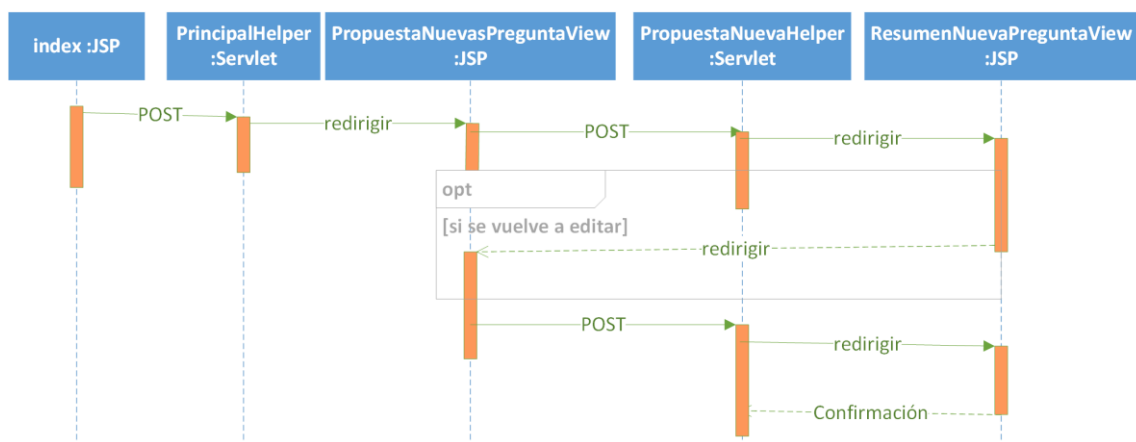 index :JSP
PrincipalHelper
:Servlet
PropuestaNuevasPreguntaView
:JSP
PropuestaNuevaHelper
:Servlet
ResumenNuevaPreguntaView
:JSP
POST
redirigir
POST
redirigir
opt
[si se vuelve a editar]
redirigir
POST
redirigir
Confirmación